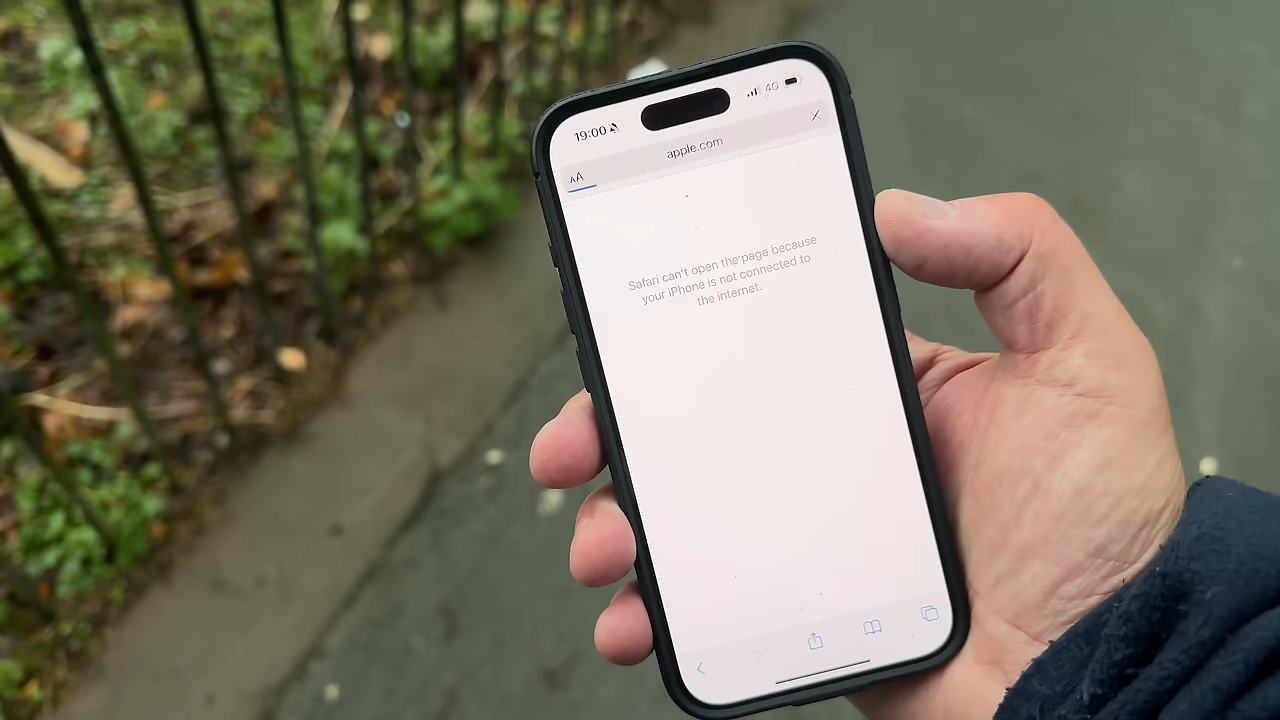 19:00
4G
AA
apple.com
Safari can't open the page because
your iPhone is not connected to
the internet.